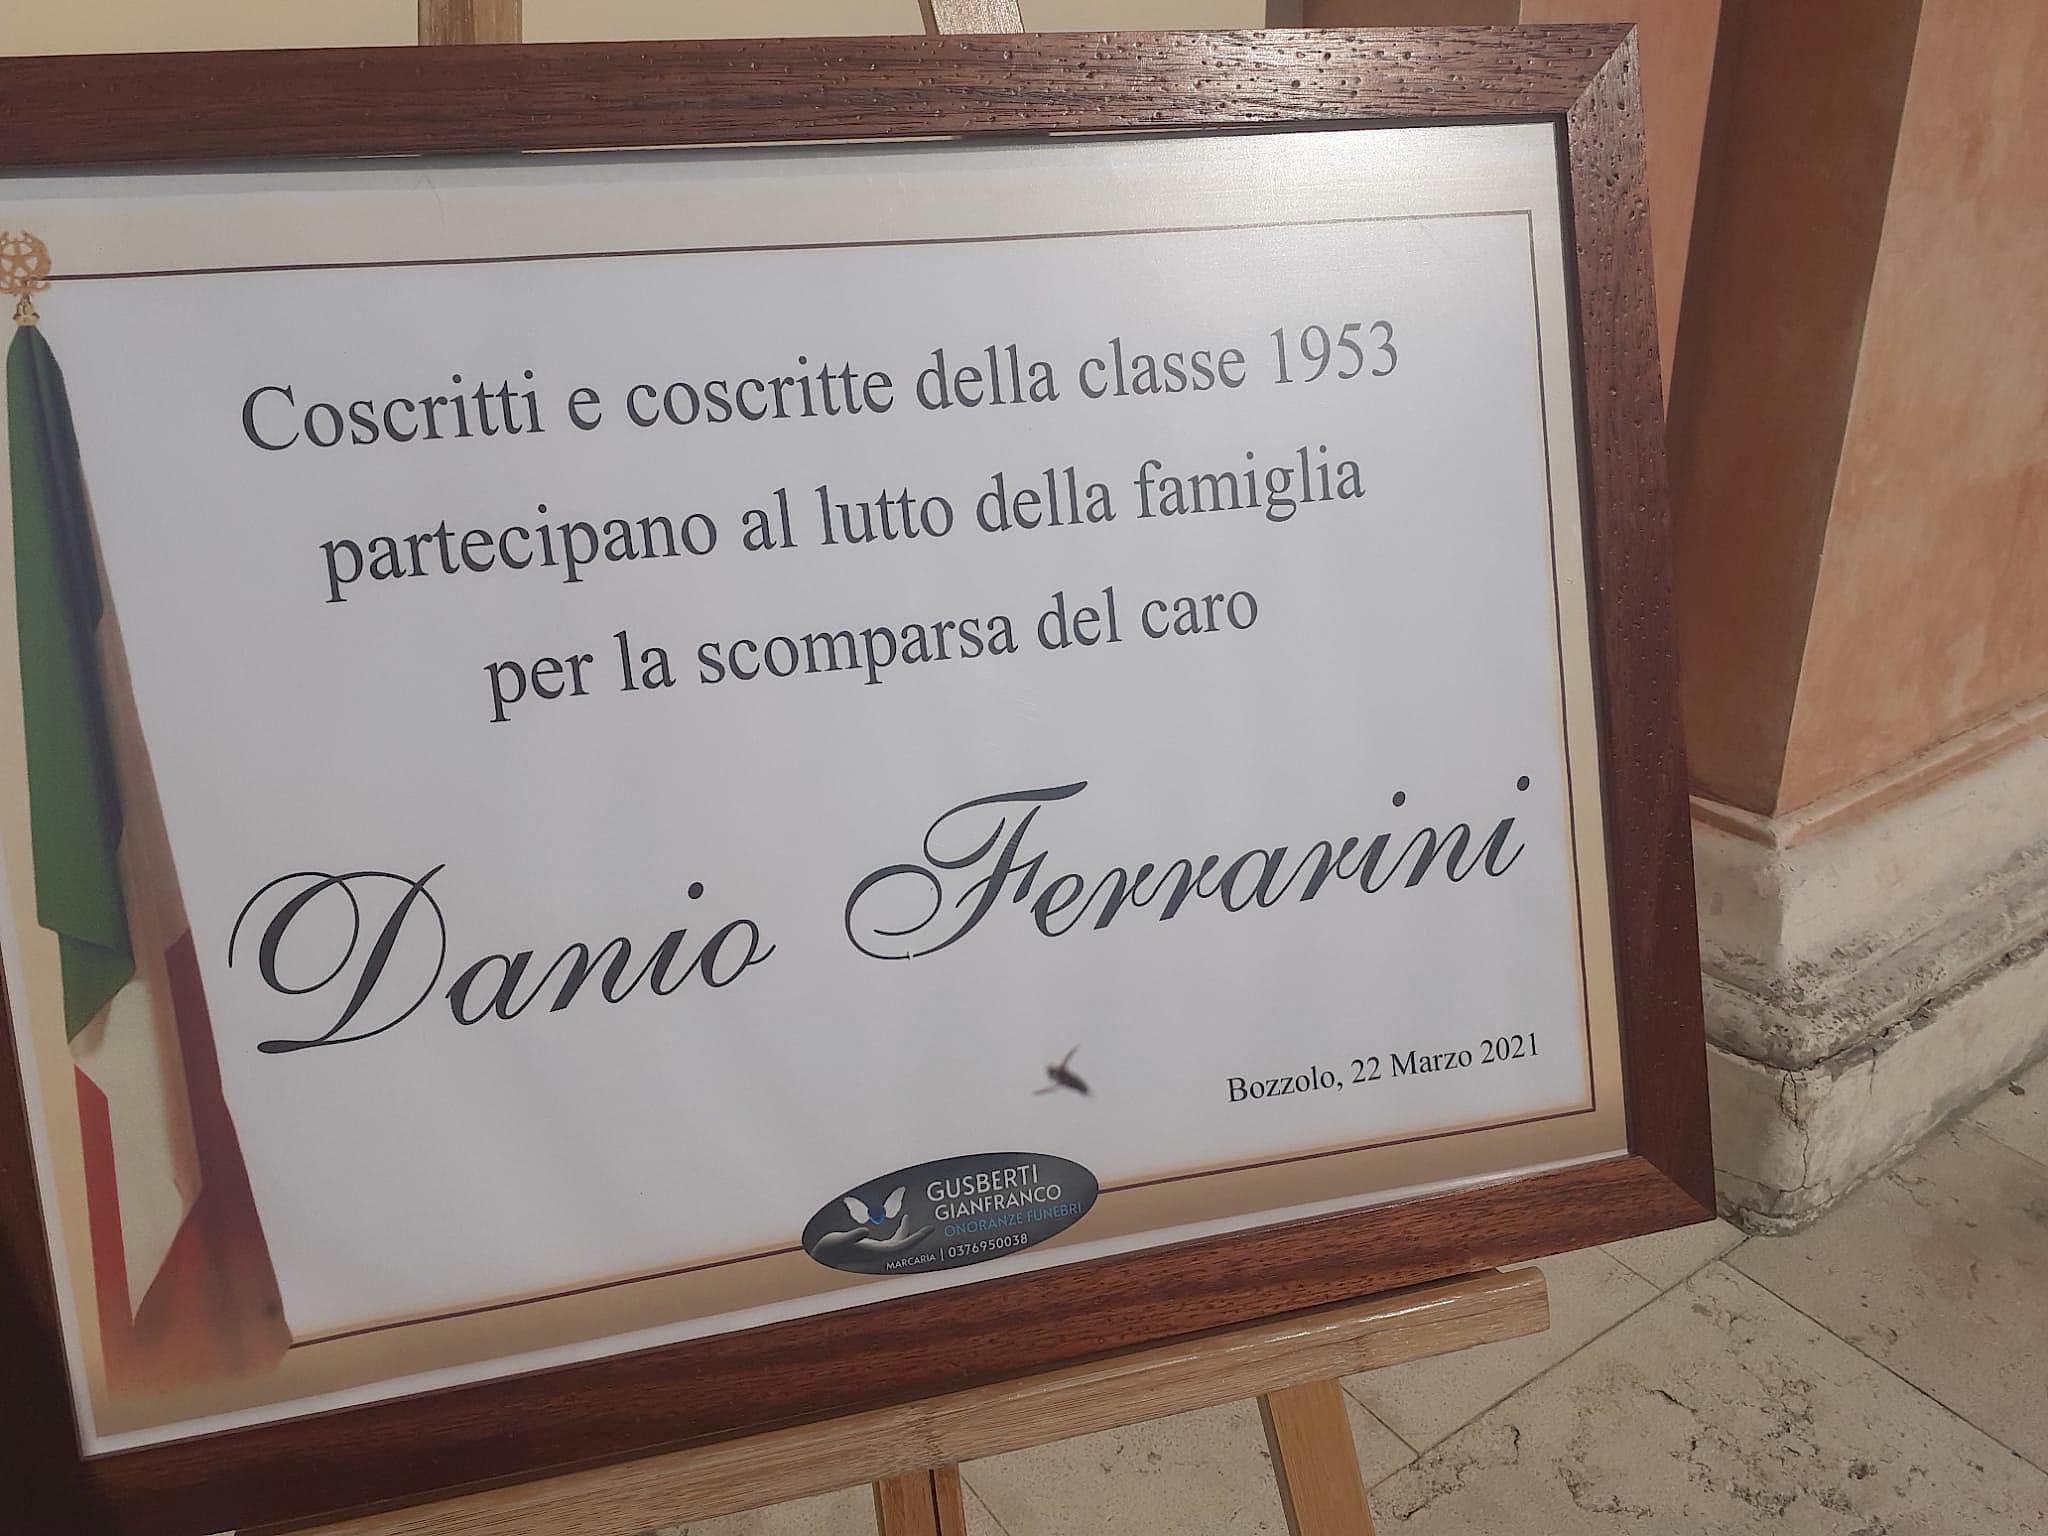 Coscritti e coscritte della classe 1953
partecipano al lutto della famiglia
per la scomparsa del caro
Danio Ferrarini
Bozzolo, 22 Marzo 2021
GUSBERTI
GIANFRANCO
ONORANZE FUNEBRI
MARCARIA | 0376950038